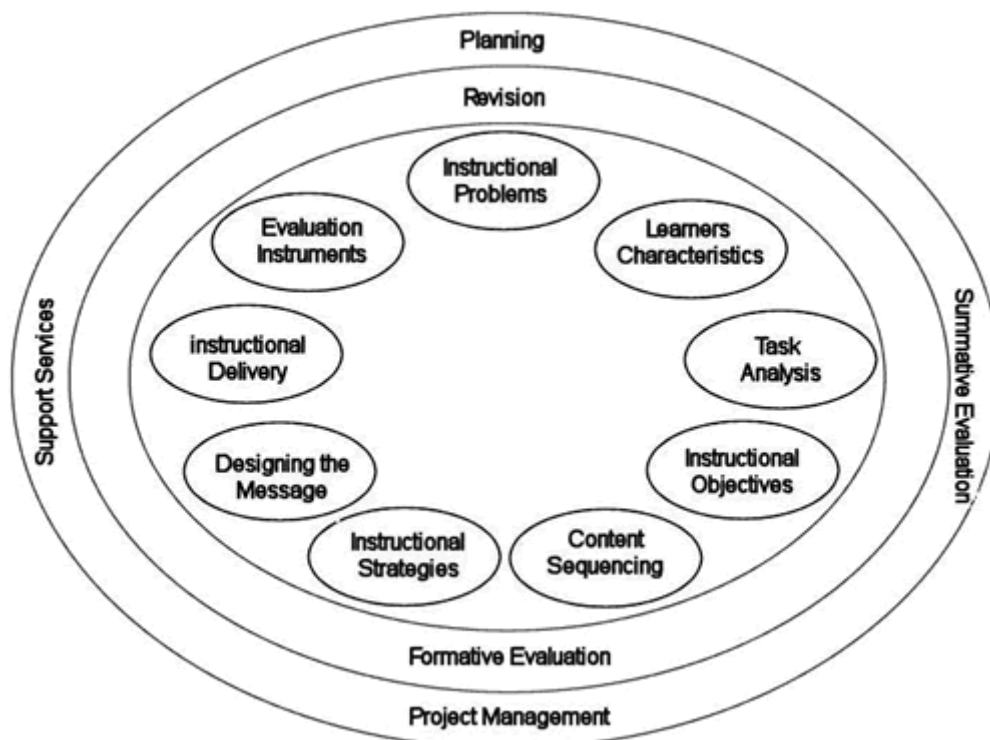 Planning
Revision
Instructional
Problems
Evaluation
Instruments
Learners
Characteristics
Support Services
instructional
Delivery
Task
Analysis
Summative Evaluation
Designing the
Message
Instructional
Objectives
Instructional
Strategies
Content
Sequencing
Formative Evaluation
Project Management